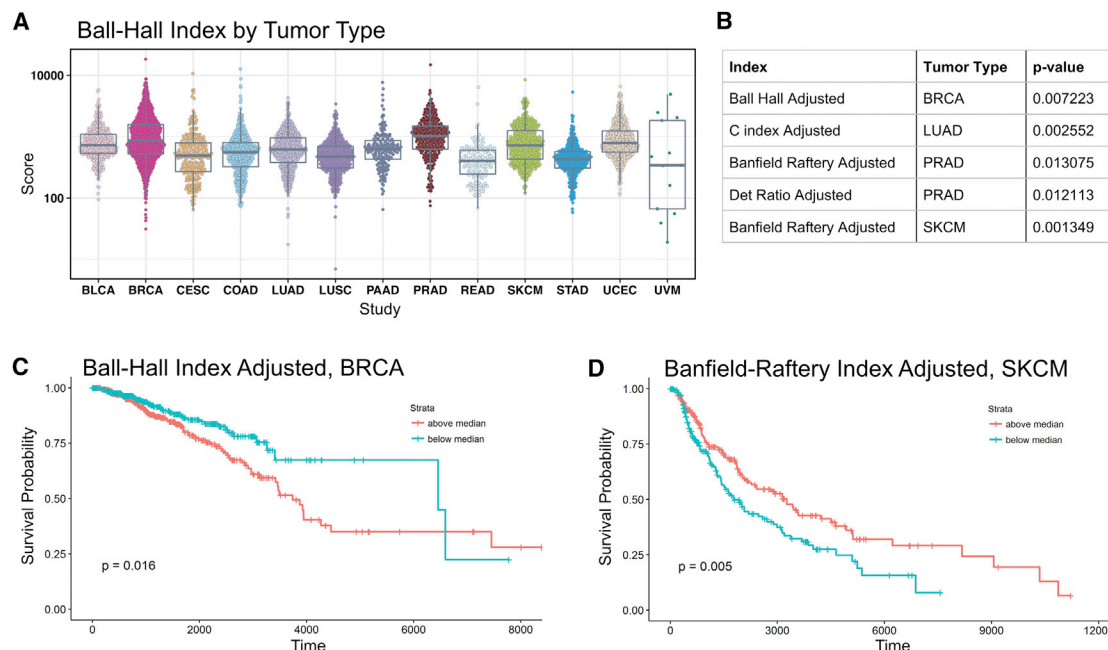 A
Ball-Hall Index by Tumor Type
10000
100
Score
BLCA BRCA CESC COAD LUAD LUSC PAAD PRAD READ SKCM STAD UCEC UVM
Study
B
Index Tumor Type p-value
Ball Hall Adjusted BRCA 0.007223
C index Adjusted LUAD 0.002552
Banfield Raftery Adjusted PRAD 0.013075
Det Ratio Adjusted PRAD 0.012113
Banfield Raftery Adjusted SKCM 0.001349
C
Ball-Hall Index Adjusted, BRCA
1.00
0.75
0.50
0.25
0.00
Survival Probability
Strata
above median
below median
p = 0.016
0 2000 4000 6000 8000
Time
D
Banfield-Raftery Index Adjusted, SKCM
1.00
0.75
0.50
0.25
0.00
Survival Probability
Strata
above median
below median
p = 0.005
0 3000 6000 9000 1200
Time